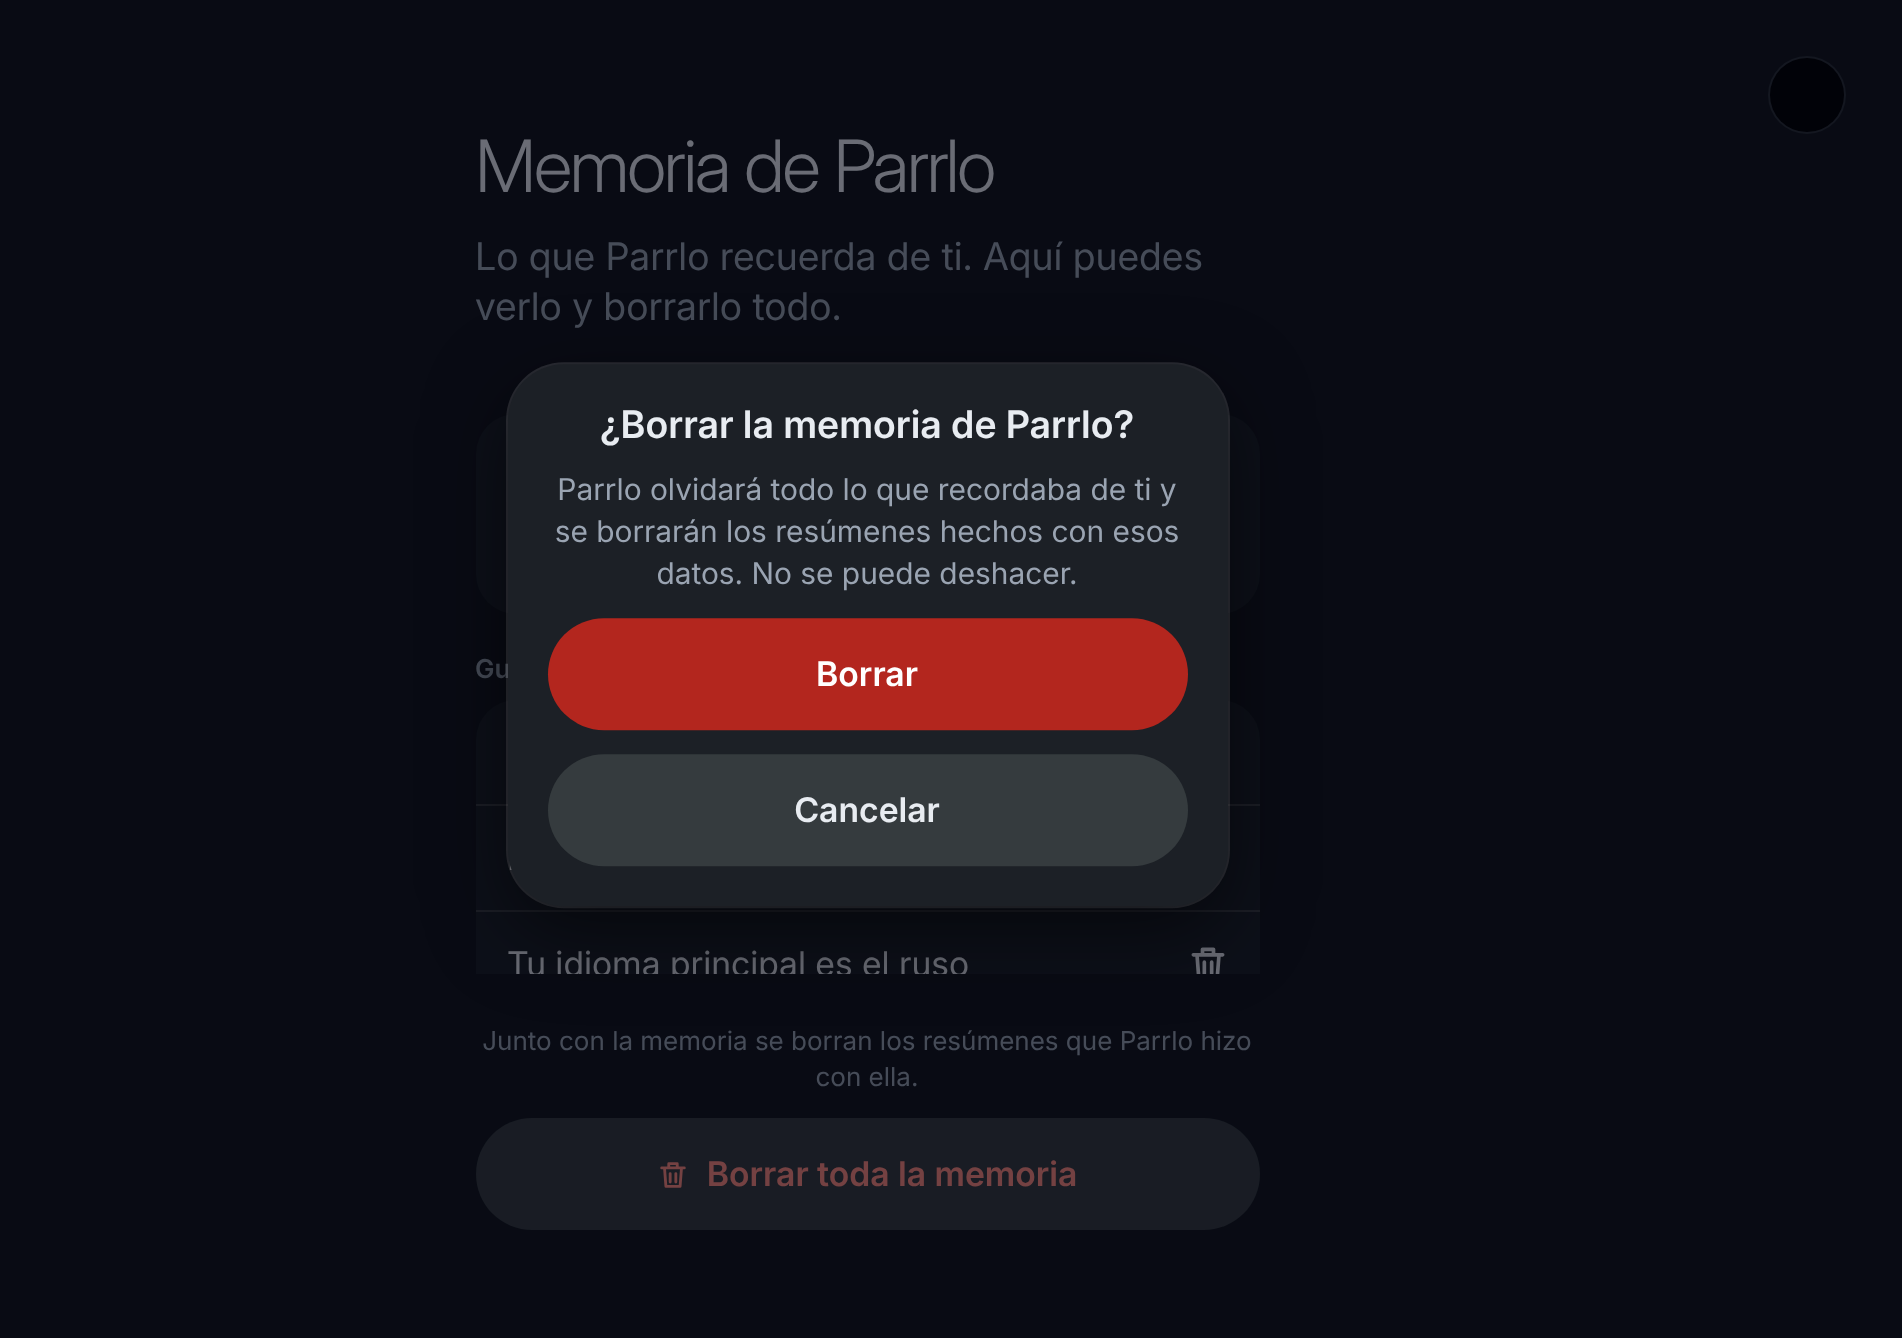 Memoria de Parrlo
Lo que Parrlo recuerda de ti. Aquí puedes
verlo y borrarlo todo.
¿Borrar la memoria de Parrlo?
Parrlo olvidará todo lo que recordaba de ti y
se borrarán los resúmenes hechos con esos
datos. No se puede deshacer.
Borrar
Cancelar
Tu idioma principal es el ruso
Junto con la memoria se borran los resúmenes que Parrlo hizo
con ella.
Borrar toda la memoria